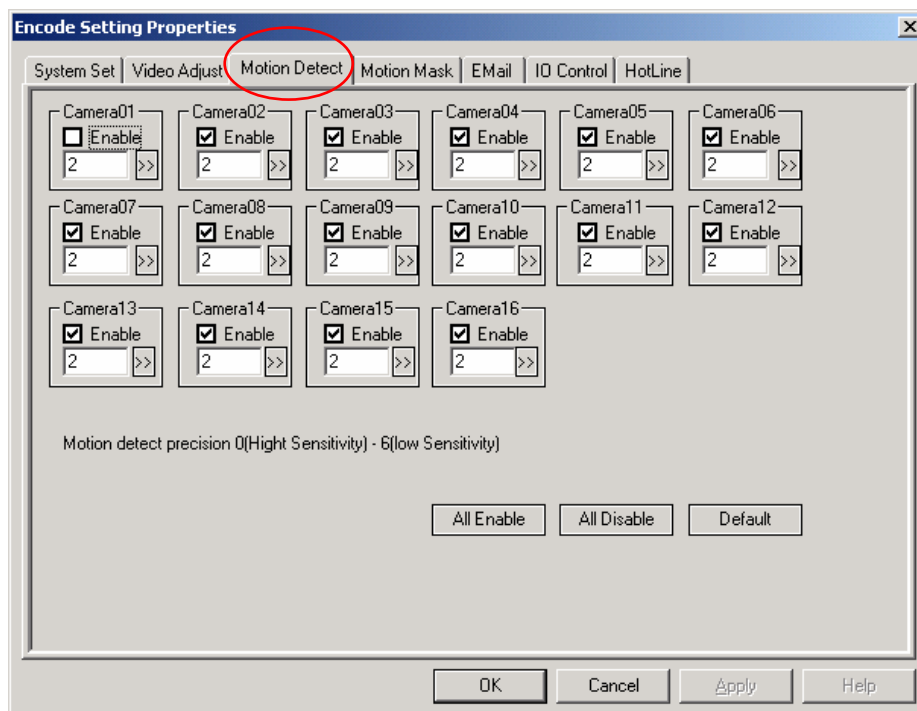 Encode Setting Properties
System Set Video Adjust Motion Detect Motion Mask EMail IO Control HotLine
Camera01 Camera02 Camera03 Camera04 Camera05 Camera06
Enable Enable Enable Enable Enable Enable
2 >> 2 >> 2 >> 2 >> 2 >> 2 >>
Camera07 Camera08 Camera09 Camera10 Camera11 Camera12
Enable Enable Enable Enable Enable Enable
2 >> 2 >> 2 >> 2 >> 2 >> 2 >>
Camera13 Camera14 Camera15 Camera16
Enable Enable Enable Enable
2 >> 2 >> 2 >> 2 >>
Motion detect precision 0(Hight Sensitivity) - 6(low Sensitivity)
All Enable All Disable Default
OK Cancel Apply Help